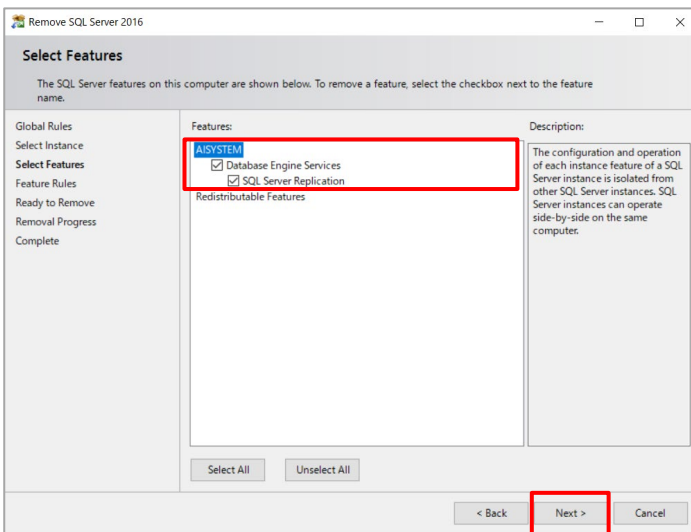 Remove SQL Server 2016
Select Features
The SQL Server features on this computer are shown below. To remove a feature, select the checkbox next to the feature
name.
Global Rules
Select Instance
Select Features
Feature Rules
Ready to Remove
Removal Progress
Complete
Features:
AISYSTEM
Database Engine Services
SQL Server Replication
Redistributable Features
Description:
The configuration and operation
of each instance feature of a SQL
Server instance is isolated from
other SQL Server instances. SQL
Server instances can operate
side-by-side on the same
computer.
Select All
Unselect All
< Back
Next >
Cancel